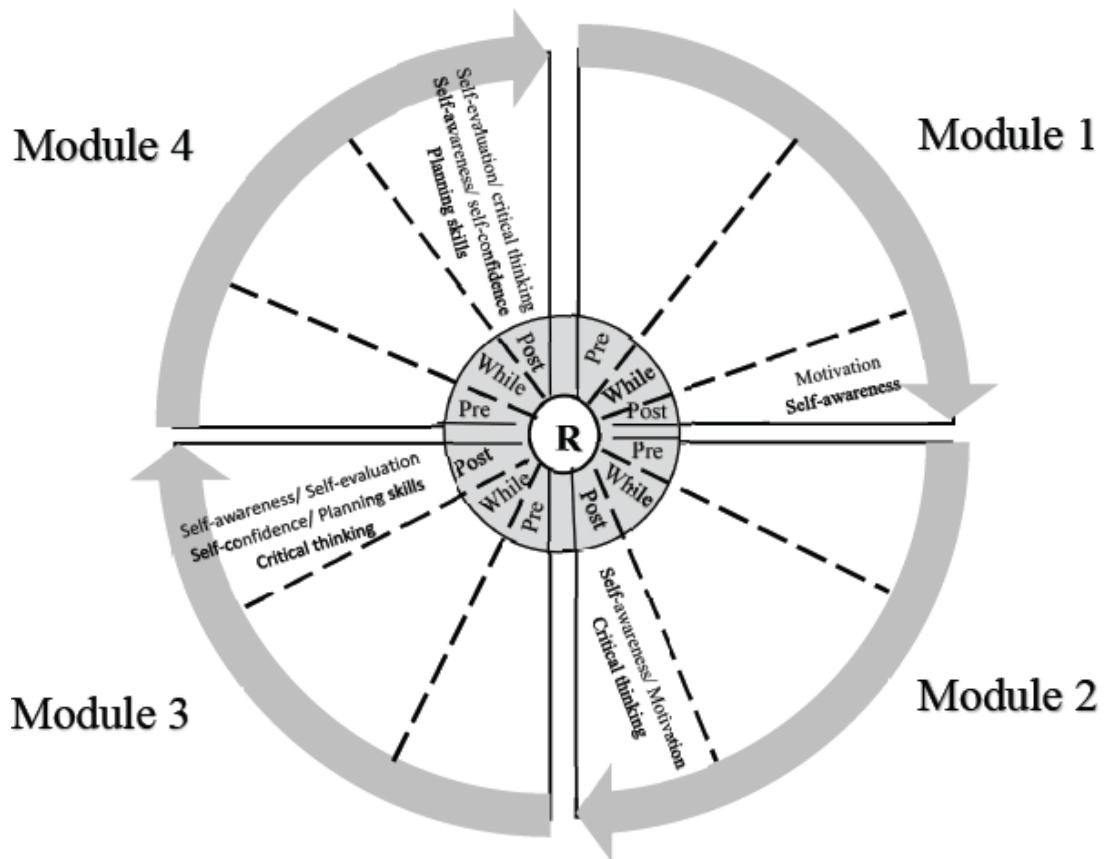 Module 4
Module 1
Self-evaluation/ critical thinking
Self-awareness/ self-confidence
Planning skills
Motivation
Self-awareness
Pre
While
Post
Pre
While
Post
Pre
While
Post
Pre
While
Post
R
Self-awareness/ Self-evaluation
Self-confidence/ Planning skills
Critical thinking
Self-awareness/ Motivation
Critical thinking
Module 3
Module 2